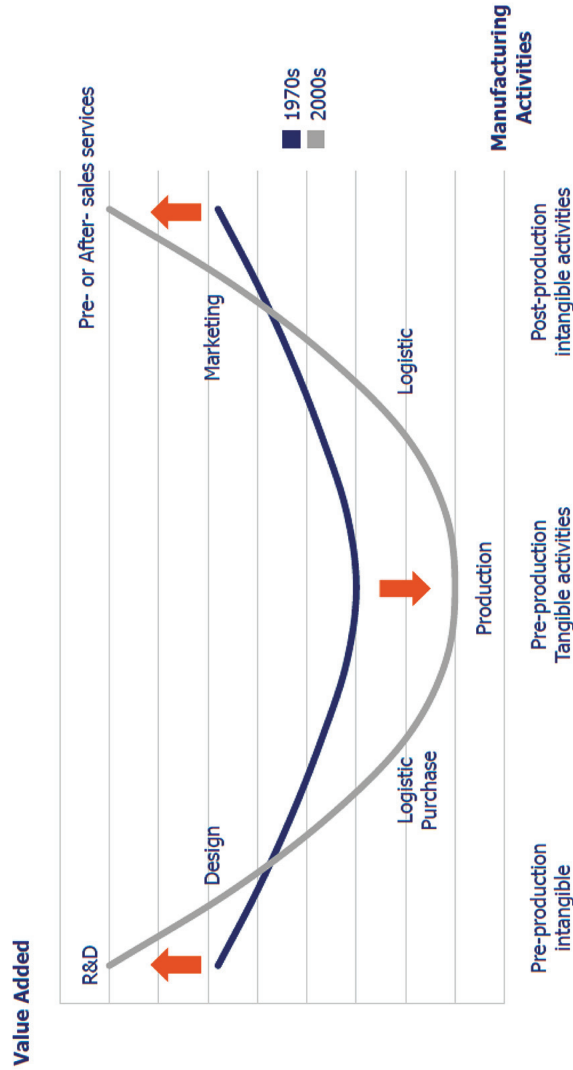 Value Added
R&D
Pre- or After- sales services
Design
Marketing
1970s
2000s
Logistic
Purchase
Logistic
Production
Manufacturing
Activities
Pre-production
intangible
Pre-production
Tangible activities
Post-production
intangible activities